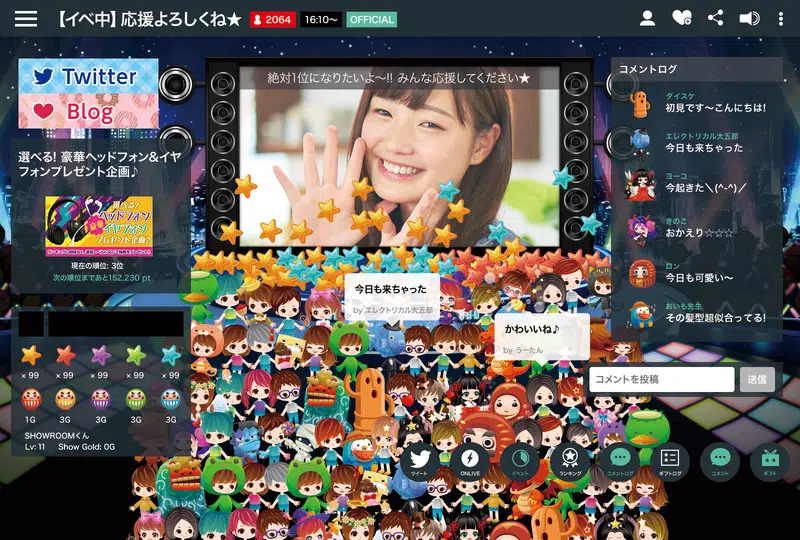 【イベ中】応援よろしくね★
2064
16:10〜
OFFICIAL
Twitter
Blog
選べる! 豪華ヘッドフォン&イヤ
フォンプレゼント企画♪
選べる!
ヘッドフォン
豪華
イヤフォン
プレゼント企画♪
現在の順位: 3位
次の順位まであと152,230 pt
× 99
× 99
× 99
× 99
× 99
1G
3G
3G
3G
3G
SHOWROOMくん
Lv: 11 Show Gold: 0G
絶対1位になりたいよ〜!! みんな応援してください★
今日も来ちゃった
by エレクトリカル大五郎
かわいいね♪
by うーたん
コメントログ
ダイスケ
初見です〜こんにちは!
エレクトリカル大五郎
今日も来ちゃった
ヨーコ
今起きた＼(^-^)／
きのこ
おかえり☆☆☆
ロン
今日も可愛い〜
おいも先生
その髪型超似合ってる!
コメントを投稿
送信
ツイート
ONLIVE
イベント
ランキング
コメントログ
ギフトログ
コメント
ギフト